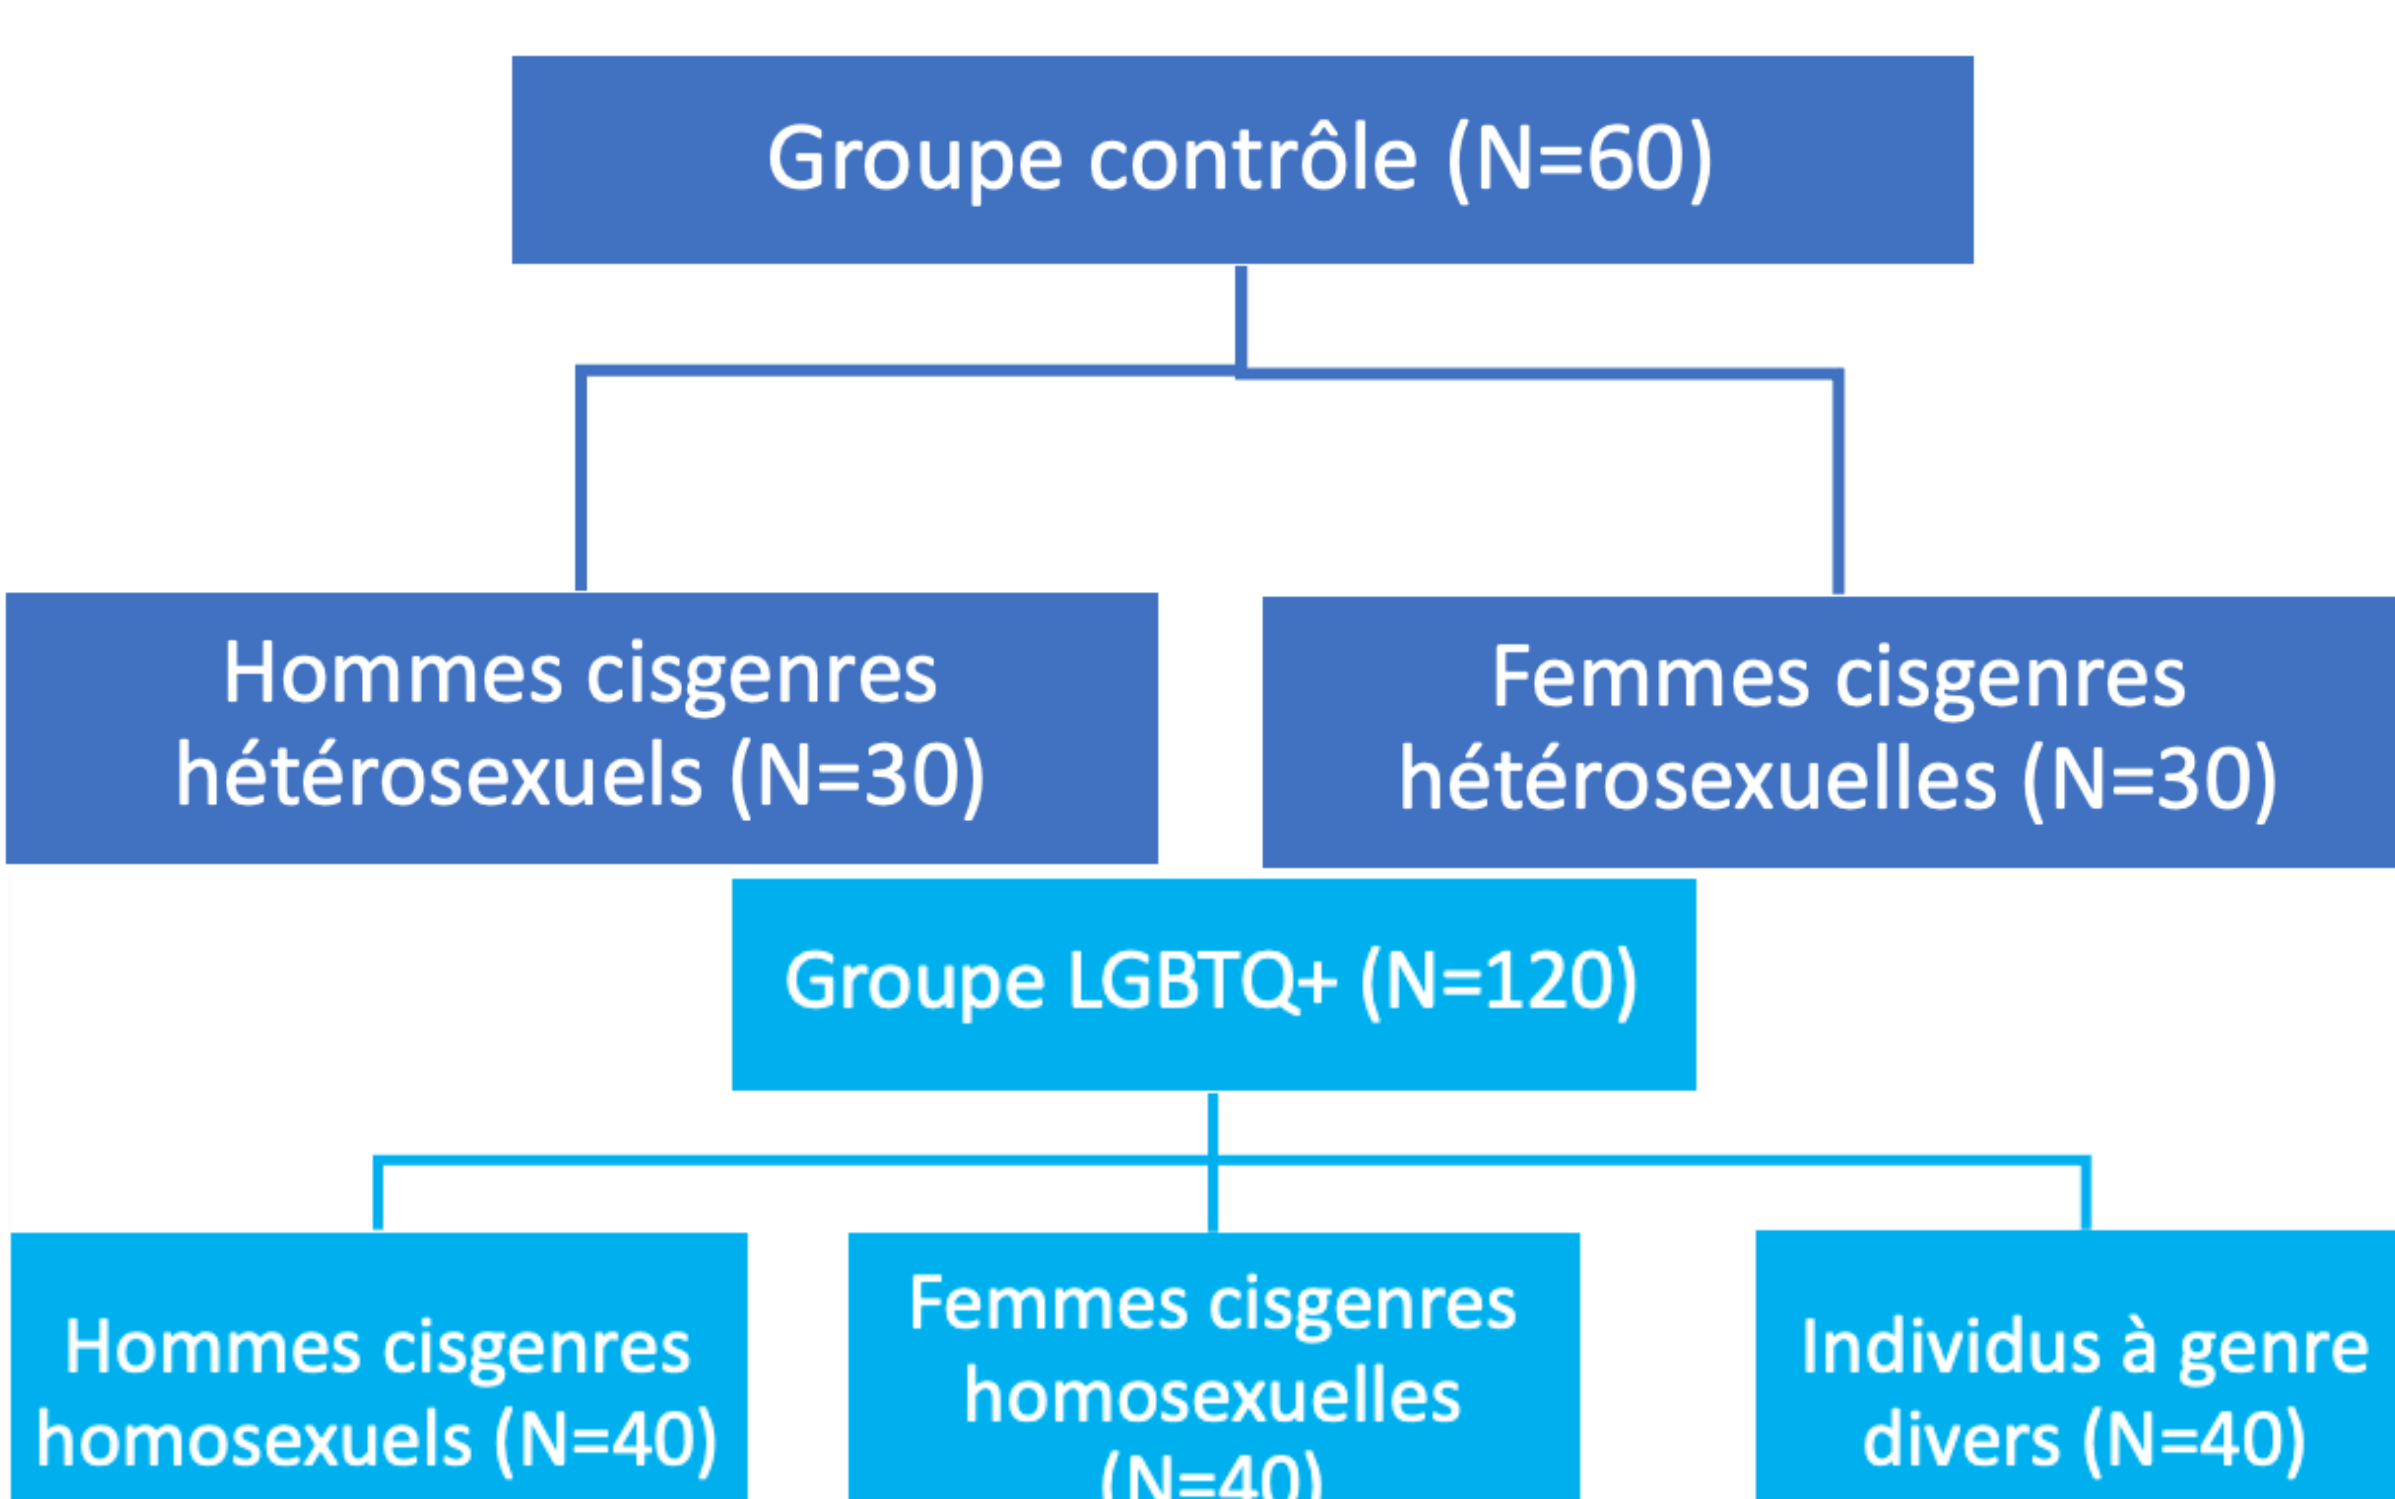 Groupe contrôle (N=60)
Hommes cisgenres
hétérosexuels (N=30)
Femmes cisgenres
hétérosexuelles (N=30)
Groupe LGBTQ+ (N=120)
Hommes cisgenres
homosexuels (N=40)
Femmes cisgenres
homosexuelles
(N=40)
Individus à genre
divers (N=40)